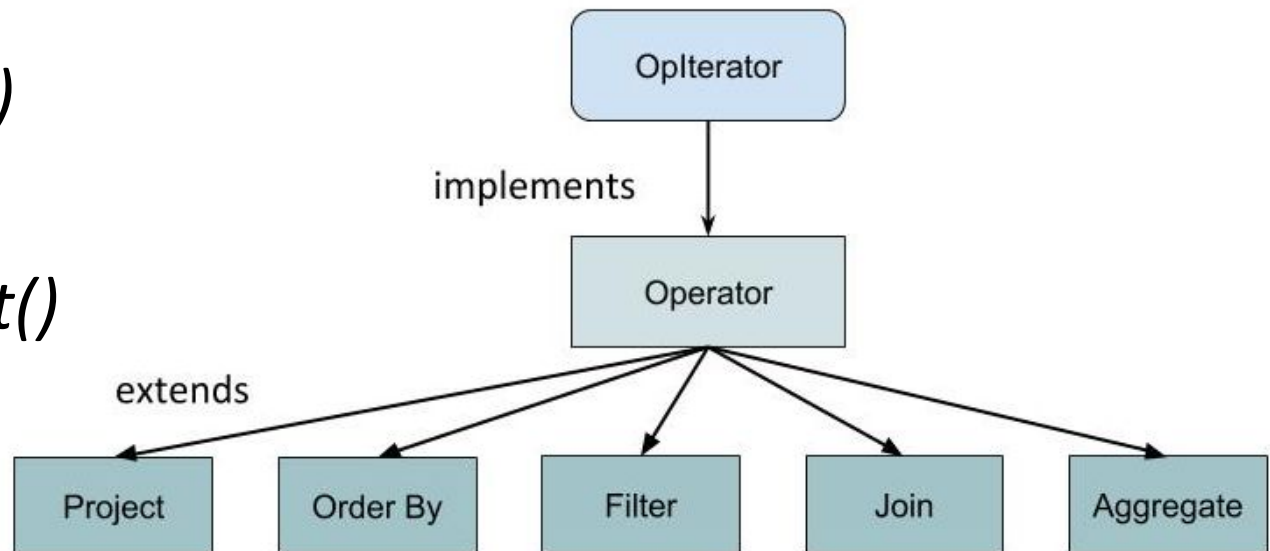 )
t()
OpIterator
implements
Operator
extends
Project
Order By
Filter
Join
Aggregate